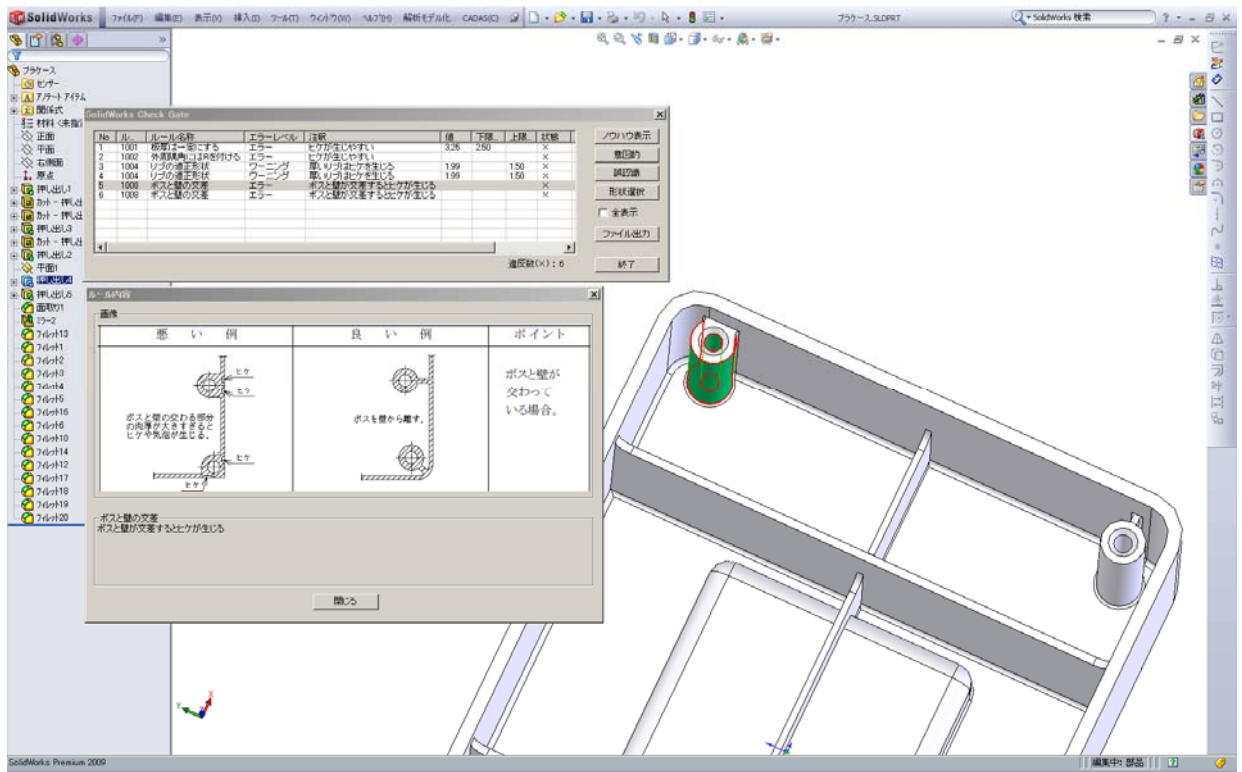 SolidWorks ファイル(F) 編集(E) 表示(V) 挿入(I) ツール(T) ウィンドウ(W) ヘルプ(H) 解析モデル化 CADAS(C)
プラケース.SLDPRT
SolidWorks 検索
プラケース
センサー
アノテート アイテム
関係式
正面
平面
右側面
原点
押し出し1
カット - 押し出
カット - 押し出
押し出し3
カット - 押し出
押し出し2
平面1
押し出し4
押し出し5
面取り1
ミラー2
フィレット13
フィレット1
フィレット2
フィレット3
フィレット4
フィレット5
フィレット16
フィレット6
フィレット10
フィレット14
フィレット12
フィレット17
フィレット18
フィレット19
フィレット20
SolidWorks Check Gate
No ル... ルール名称 エラーレベル 注釈 値 下限... 上限... 状態
1 1001 板厚は一定にする エラー ヒケが生じやすい 3.25 2.50 ×
2 1002 外周隅角にはRを付ける エラー ヒケが生じやすい ×
3 1004 リブの適正形状 ワーニング 厚いリブはヒケを生じる 1.99 1.50 ×
4 1004 リブの適正形状 ワーニング 厚いリブはヒケを生じる 1.99 1.50 ×
5 1008 ボスと壁の交差 エラー ボスと壁が交差するとヒケが生じる ×
6 1008 ボスと壁の交差 エラー ボスと壁が交差するとヒケが生じる ×
違反数(×) : 6
ノウハウ表示
意図的
誤認識
形状選択
全表示
ファイル出力
終了
ルール内容
画像
悪い例 良い例 ポイント
ヒケ
ヒケ
ボスと壁の交わる部分
の肉厚が大きすぎると
ヒケや気泡が生じる。
ヒケ
ヒケ
ボスを壁から離す。
ボスと壁が
交わって
いる場合。
ボスと壁の交差
ボスと壁が交差するとヒケが生じる
閉じる
Y X Z
SolidWorks Premium 2009
編集中: 部品